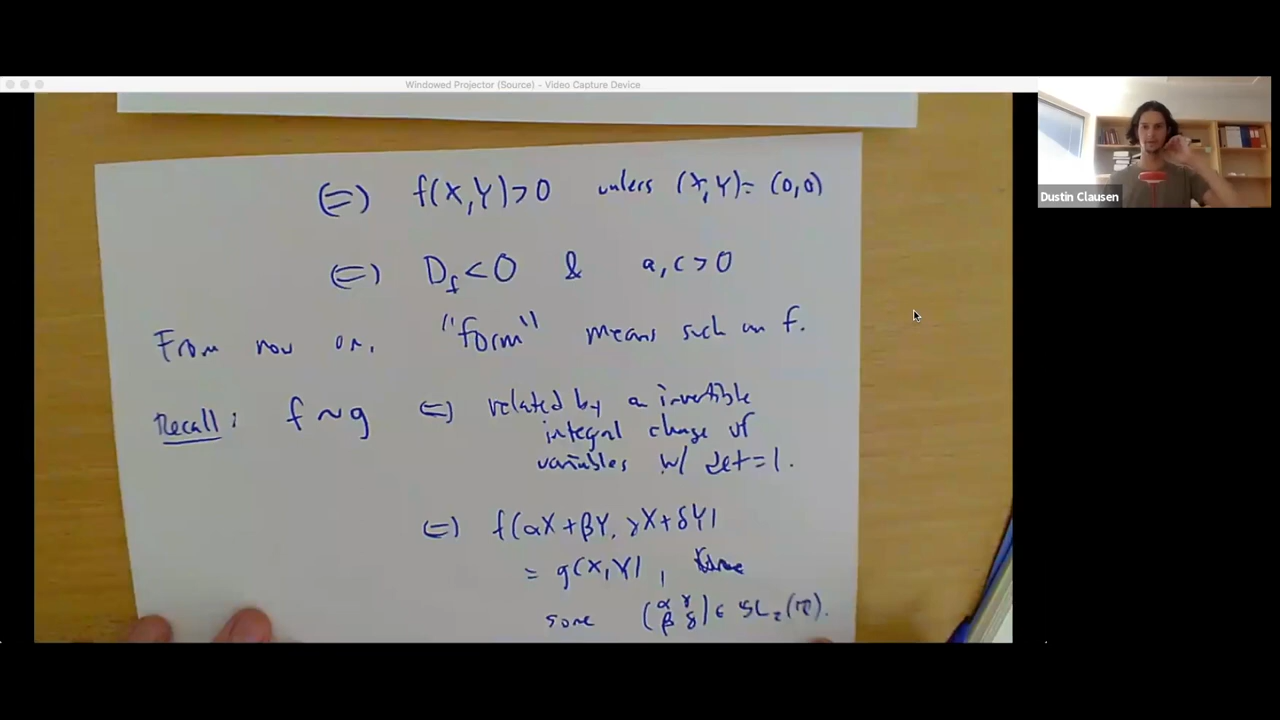 Windowed Projector (Source) - Video Capture Device
Dustin Clausen
⇔ f(X,Y)>0 unless (X,Y)=(0,0)
⇔ D_f<0 & a,c>0
From now on, "form" means such an f.
Recall: f~g ⇔ related by a invertible
integral change of
variables w/ det=1.
⇔ f(αX+βY, γX+δY)
= g(X,Y),
some (α γ
β δ) ∈ SL₂(ℤ).